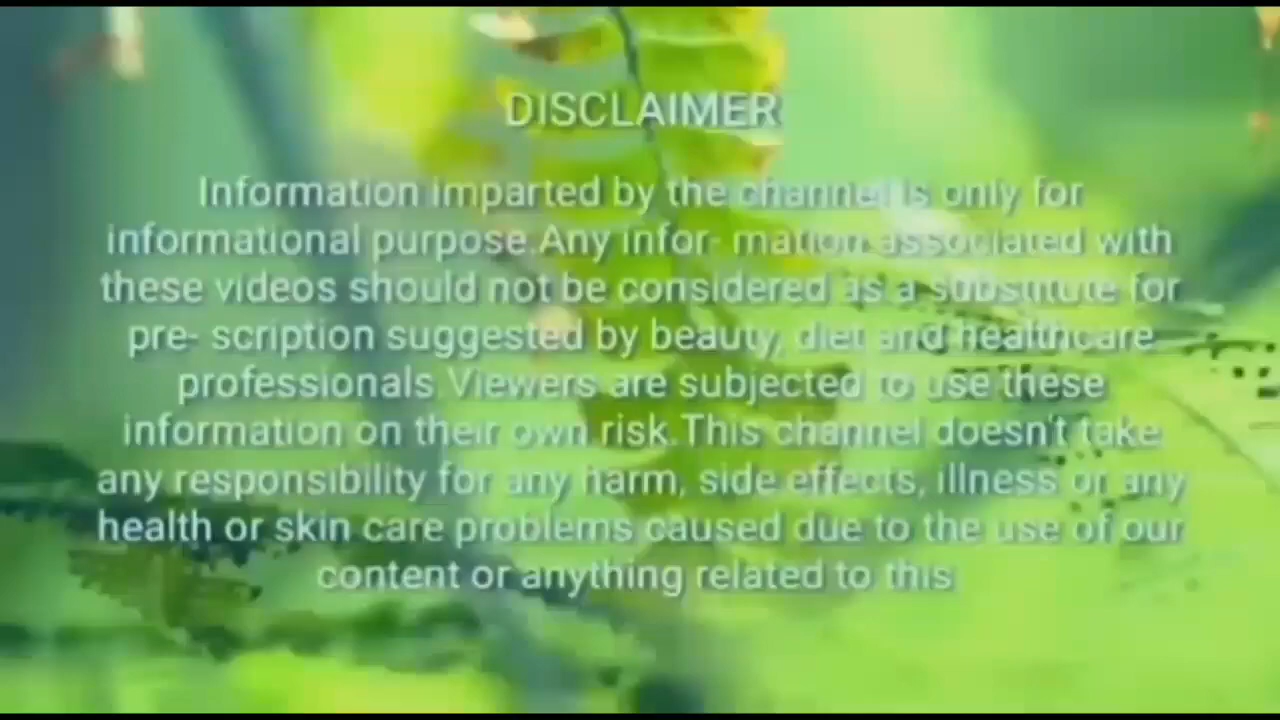 DISCLAIMER
Information imparted by the channel is only for
informational purpose.Any infor- mation associated with
these videos should not be considered as a substitute for
pre- scription suggested by beauty, diet and healthcare
professionals.Viewers are subjected to use these
information on their own risk.This channel doesn't take
any responsibility for any harm, side effects, illness or any
health or skin care problems caused due to the use of our
content or anything related to this.